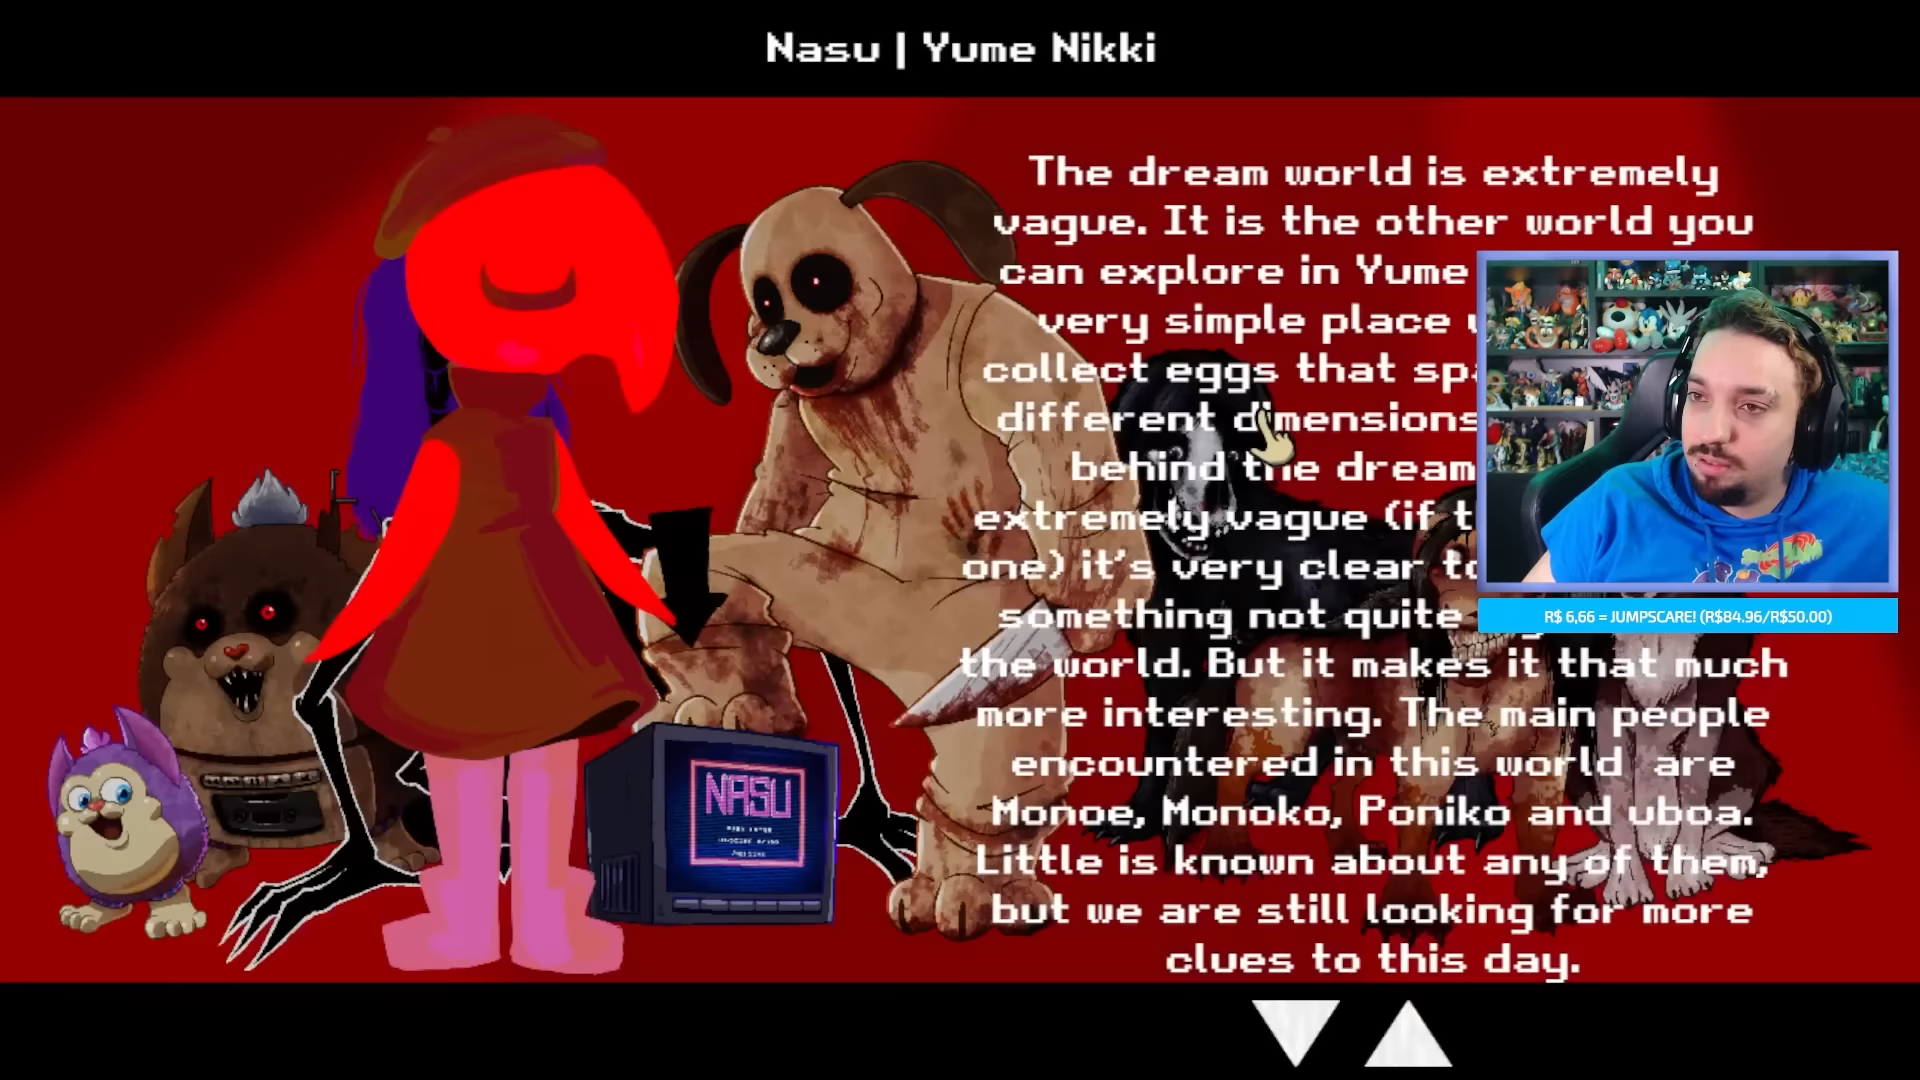 Nasu | Yume Nikki
The dream world is extremely
vague. It is the other world you
can explore in Yume
very simple place
collect eggs that
different dimensions
behind the dream
extremely vague (if
one) it's very clear
something not quite
the world. But it makes it that much
more interesting. The main people
encountered in this world are
Monoe, Monoko, Poniko and uboa.
Little is known about any of them,
but we are still looking for more
clues to this day.
R$ 6,66 = JUMPSCARE! (R$84.96/R$50.00)
NASU